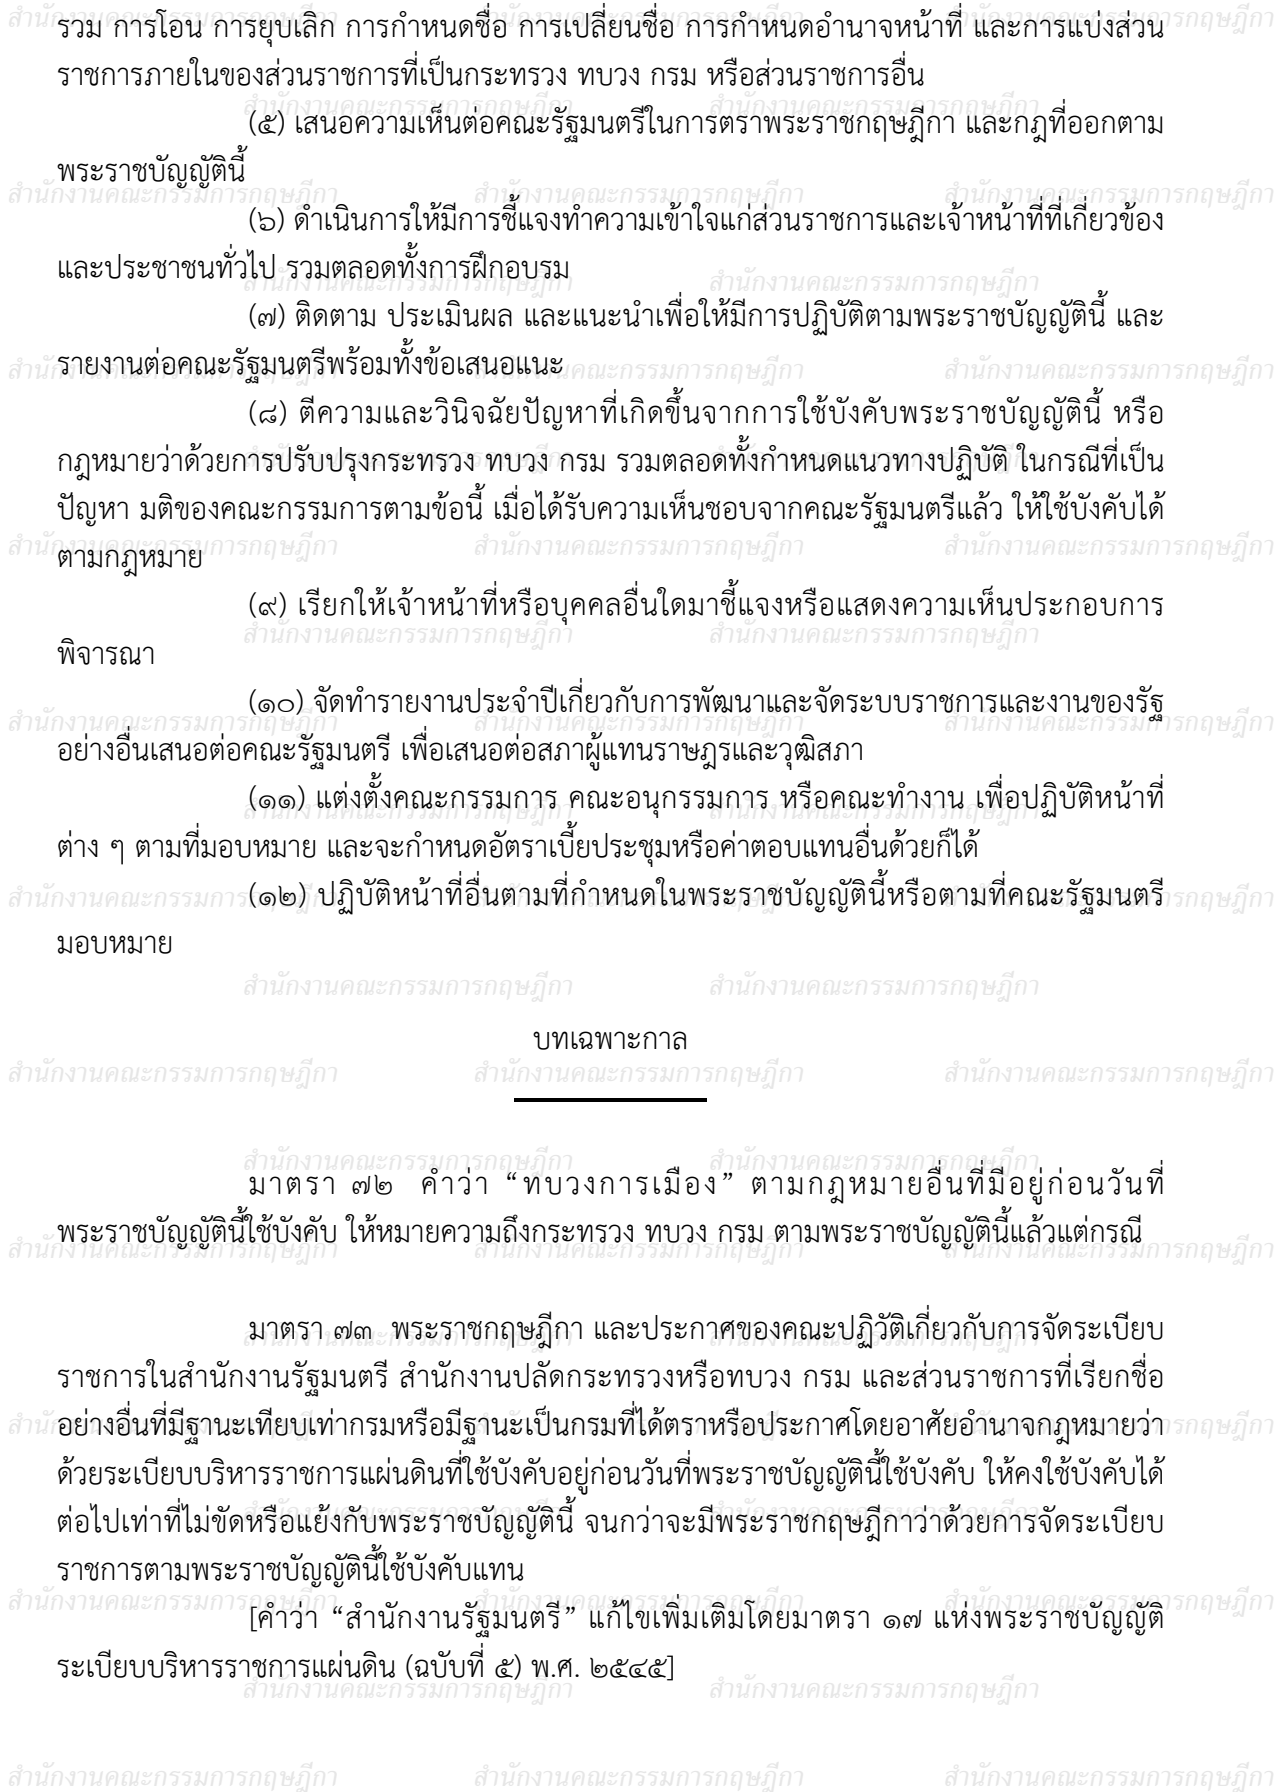 รวม การโอน การยุบเลิก การกำหนดชื่อ การเปลี่ยนชื่อ การกำหนดอำนาจหน้าที่ และการแบ่งส่วน
ราชการภายในของส่วนราชการที่เป็นกระทรวง ทบวง กรม หรือส่วนราชการอื่น
(๕) เสนอความเห็นต่อคณะรัฐมนตรีในการตราพระราชกฤษฎีกา และกฎที่ออกตาม
พระราชบัญญัตินี้
(๖) ดำเนินการให้มีการชี้แจงทำความเข้าใจแก่ส่วนราชการและเจ้าหน้าที่ที่เกี่ยวข้อง
และประชาชนทั่วไป รวมตลอดทั้งการฝึกอบรม
(๗) ติดตาม ประเมินผล และแนะนำเพื่อให้มีการปฏิบัติตามพระราชบัญญัตินี้ และ
รายงานต่อคณะรัฐมนตรีพร้อมทั้งข้อเสนอแนะ
(๘) ตีความและวินิจฉัยปัญหาที่เกิดขึ้นจากการใช้บังคับพระราชบัญญัตินี้ หรือ
กฎหมายว่าด้วยการปรับปรุงกระทรวง ทบวง กรม รวมตลอดทั้งกำหนดแนวทางปฏิบัติ ในกรณีที่เป็น
ปัญหา มติของคณะกรรมการตามข้อนี้ เมื่อได้รับความเห็นชอบจากคณะรัฐมนตรีแล้ว ให้ใช้บังคับได้
ตามกฎหมาย
(๙) เรียกให้เจ้าหน้าที่หรือบุคคลอื่นใดมาชี้แจงหรือแสดงความเห็นประกอบการ
พิจารณา
(๑๐) จัดทำรายงานประจำปีเกี่ยวกับการพัฒนาและจัดระบบราชการและงานของรัฐ
อย่างอื่นเสนอต่อคณะรัฐมนตรี เพื่อเสนอต่อสภาผู้แทนราษฎรและวุฒิสภา
(๑๑) แต่งตั้งคณะกรรมการ คณะอนุกรรมการ หรือคณะทำงาน เพื่อปฏิบัติหน้าที่
ต่าง ๆ ตามที่มอบหมาย และจะกำหนดอัตราเบี้ยประชุมหรือค่าตอบแทนอื่นด้วยก็ได้
(๑๒) ปฏิบัติหน้าที่อื่นตามที่กำหนดในพระราชบัญญัตินี้หรือตามที่คณะรัฐมนตรี
มอบหมาย
บทเฉพาะกาล
มาตรา ๗๒ คำว่า “ทบวงการเมือง” ตามกฎหมายอื่นที่มีอยู่ก่อนวันที่
พระราชบัญญัตินี้ใช้บังคับ ให้หมายความถึงกระทรวง ทบวง กรม ตามพระราชบัญญัตินี้แล้วแต่กรณี
มาตรา ๗๓ พระราชกฤษฎีกา และประกาศของคณะปฏิวัติเกี่ยวกับการจัดระเบียบ
ราชการในสำนักงานรัฐมนตรี สำนักงานปลัดกระทรวงหรือทบวง กรม และส่วนราชการที่เรียกชื่อ
อย่างอื่นที่มีฐานะเทียบเท่ากรมหรือมีฐานะเป็นกรมที่ได้ตราหรือประกาศโดยอาศัยอำนาจกฎหมายว่า
ด้วยระเบียบบริหารราชการแผ่นดินที่ใช้บังคับอยู่ก่อนวันที่พระราชบัญญัตินี้ใช้บังคับ ให้คงใช้บังคับได้
ต่อไปเท่าที่ไม่ขัดหรือแย้งกับพระราชบัญญัตินี้ จนกว่าจะมีพระราชกฤษฎีกาว่าด้วยการจัดระเบียบ
ราชการตามพระราชบัญญัตินี้ใช้บังคับแทน
[คำว่า “สำนักงานรัฐมนตรี” แก้ไขเพิ่มเติมโดยมาตรา ๑๗ แห่งพระราชบัญญัติ
ระเบียบบริหารราชการแผ่นดิน (ฉบับที่ ๕) พ.ศ. ๒๕๔๕]